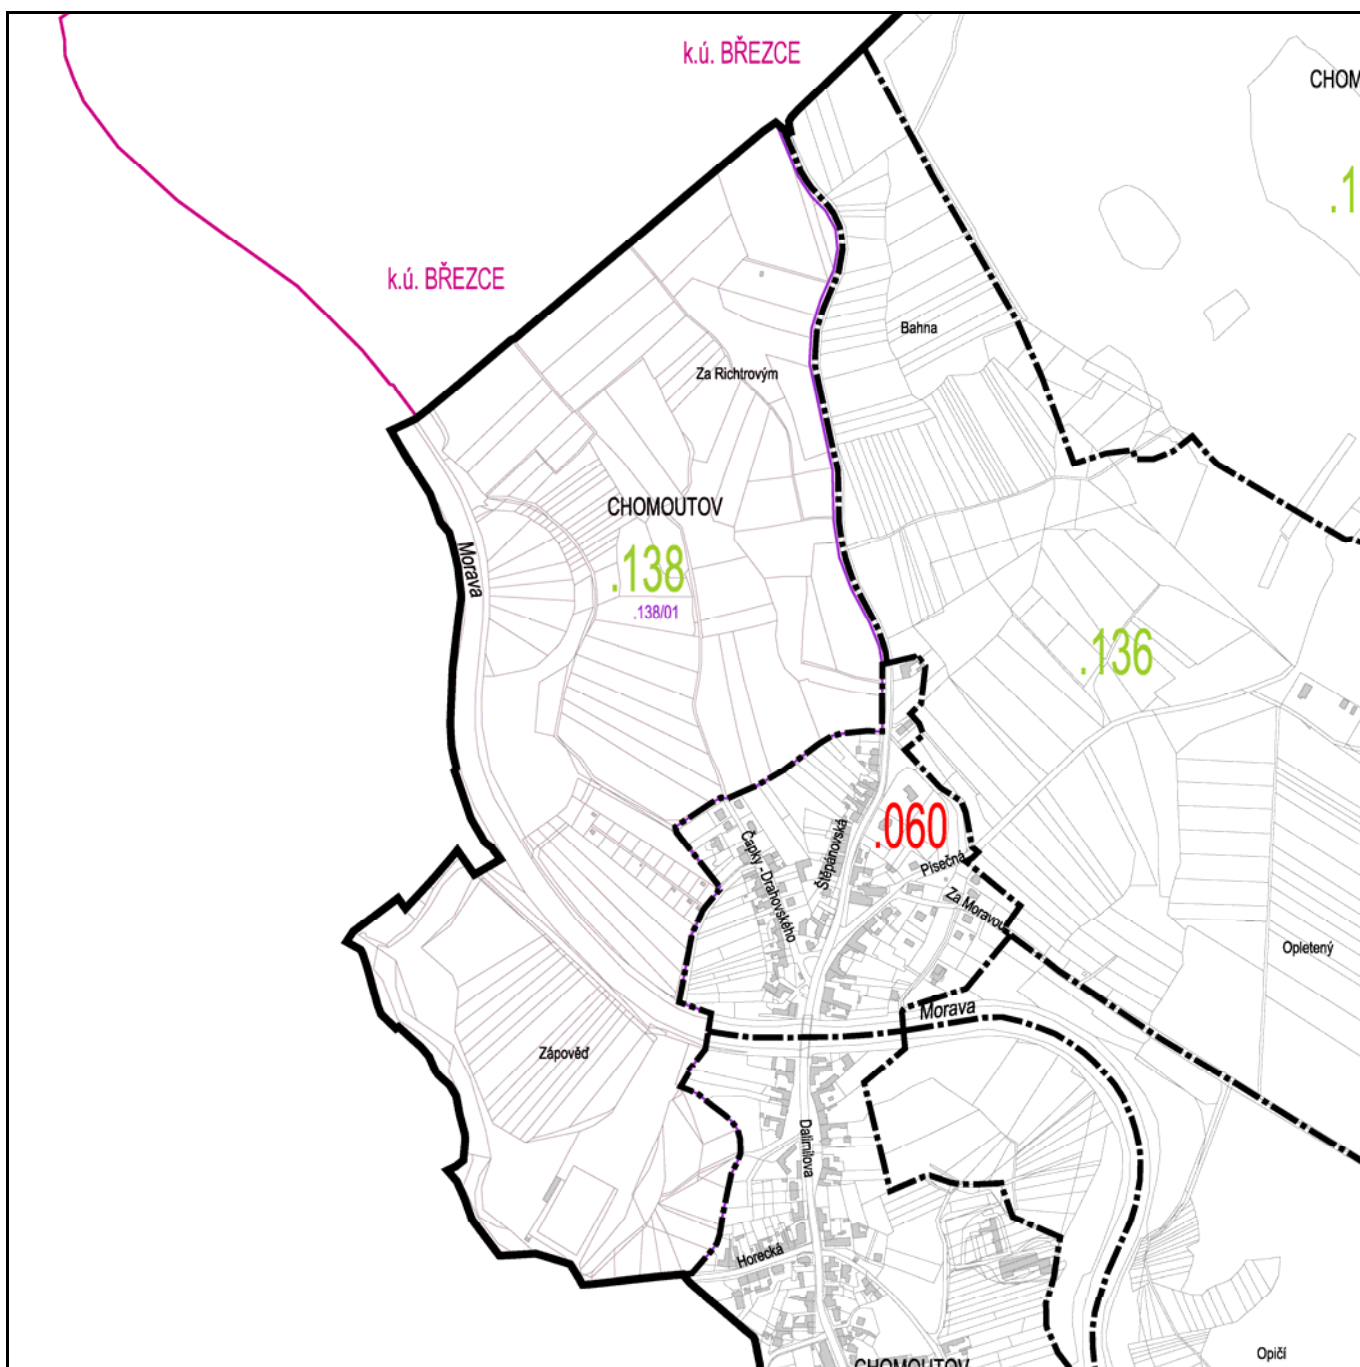 k.ú. BŘEZCE
CHOM
.1
k.ú. BŘEZCE
Bahna
Za Richtrovým
CHOMOUTOV
.138
.138/01
Morava
.136
.060
Čapky - Drahovského
Štěpánovská
Písečná
Za Moravou
Opletený
Morava
Zápověď
Dalimilova
Horecká
CHOMOUTOV
Opičí